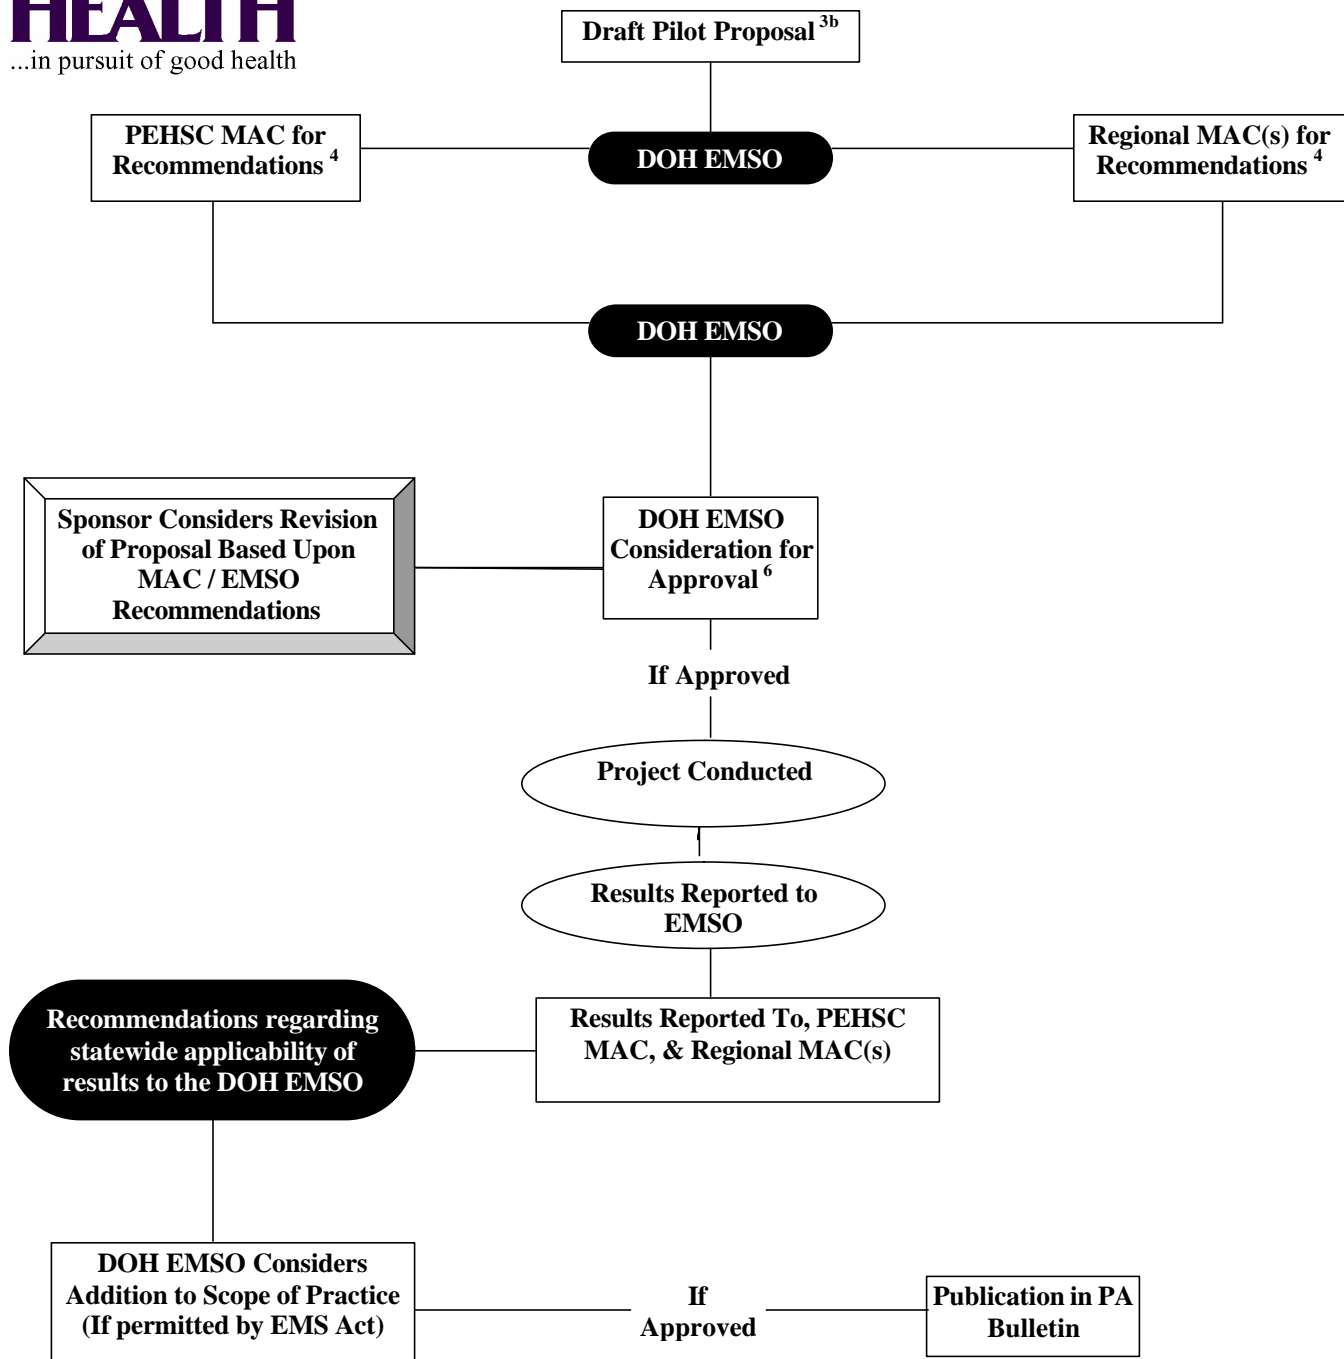 HEALTH
...in pursuit of good health
Draft Pilot Proposal 3b
PEHSC MAC for
Recommendations 4
DOH EMSO
Regional MAC(s) for
Recommendations 4
DOH EMSO
Sponsor Considers Revision
of Proposal Based Upon
MAC / EMSO
Recommendations
DOH EMSO
Consideration for
Approval 6
If Approved
Project Conducted
Results Reported to
EMSO
Recommendations regarding
statewide applicability of
results to the DOH EMSO
Results Reported To, PEHSC
MAC, & Regional MAC(s)
DOH EMSO Considers
Addition to Scope of Practice
(If permitted by EMS Act)
If
Approved
Publication in PA
Bulletin